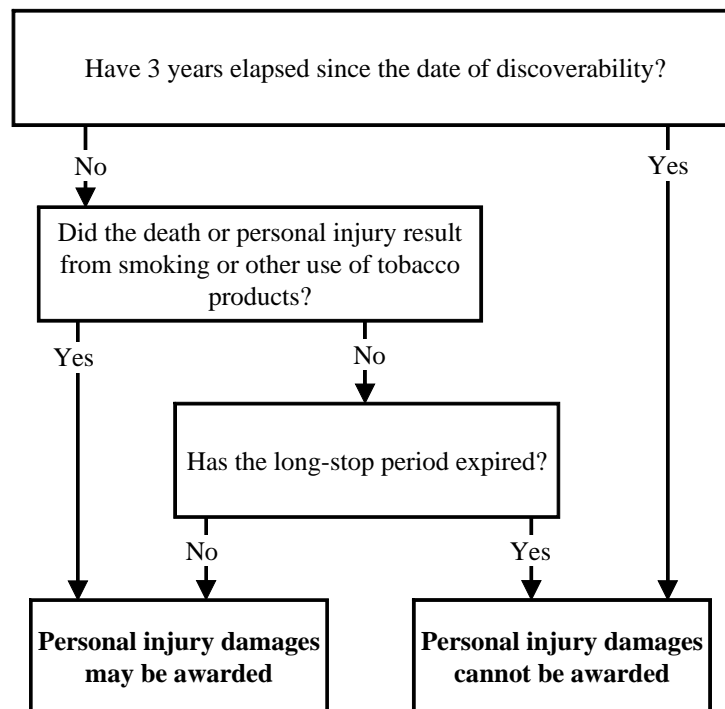 Have 3 years elapsed since the date of discoverability?
No
Yes
Did the death or personal injury result
from smoking or other use of tobacco
products?
Yes
No
Has the long-stop period expired?
No
Yes
Personal injury damages
may be awarded
Personal injury damages
cannot be awarded